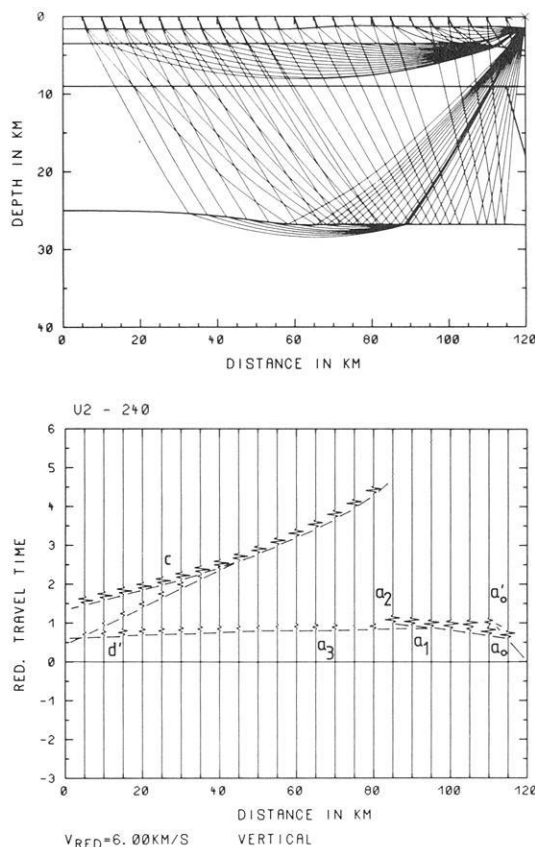 0
10
20
30
40
DEPTH IN KM
0 20 40 60 80 100 120
DISTANCE IN KM
U2 - 240
6
5
4
3
2
1
0
-1
-2
-3
RED. TRAVEL TIME
c
a2
a'o
d'
a3
a1
ao
0 20 40 60 80 100 120
DISTANCE IN KM
VRED=6.00KM/S VERTICAL